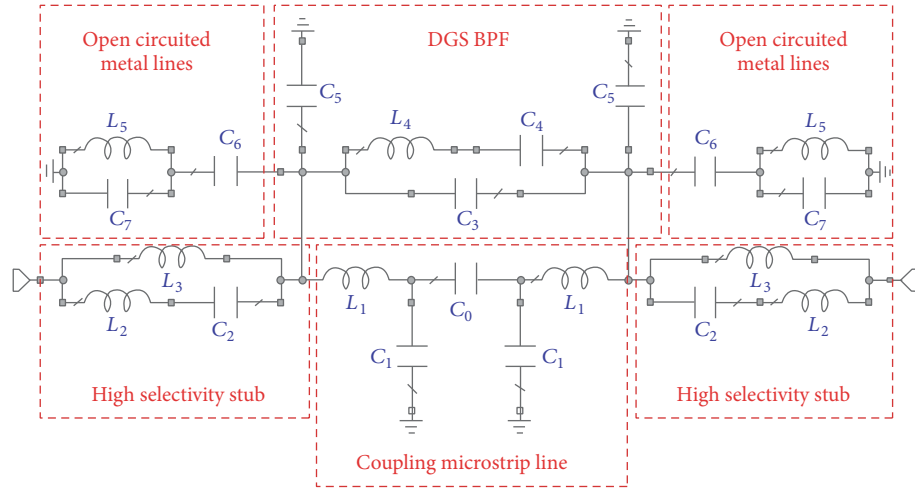 Open circuited
metal lines
DGS BPF
Open circuited
metal lines
C5
C5
L5
C6
L4
C4
C6
L5
C7
C3
C7
L3
L2
C2
L1
C0
L1
L3
C2
L2
C1
C1
High selectivity stub
High selectivity stub
Coupling microstrip line